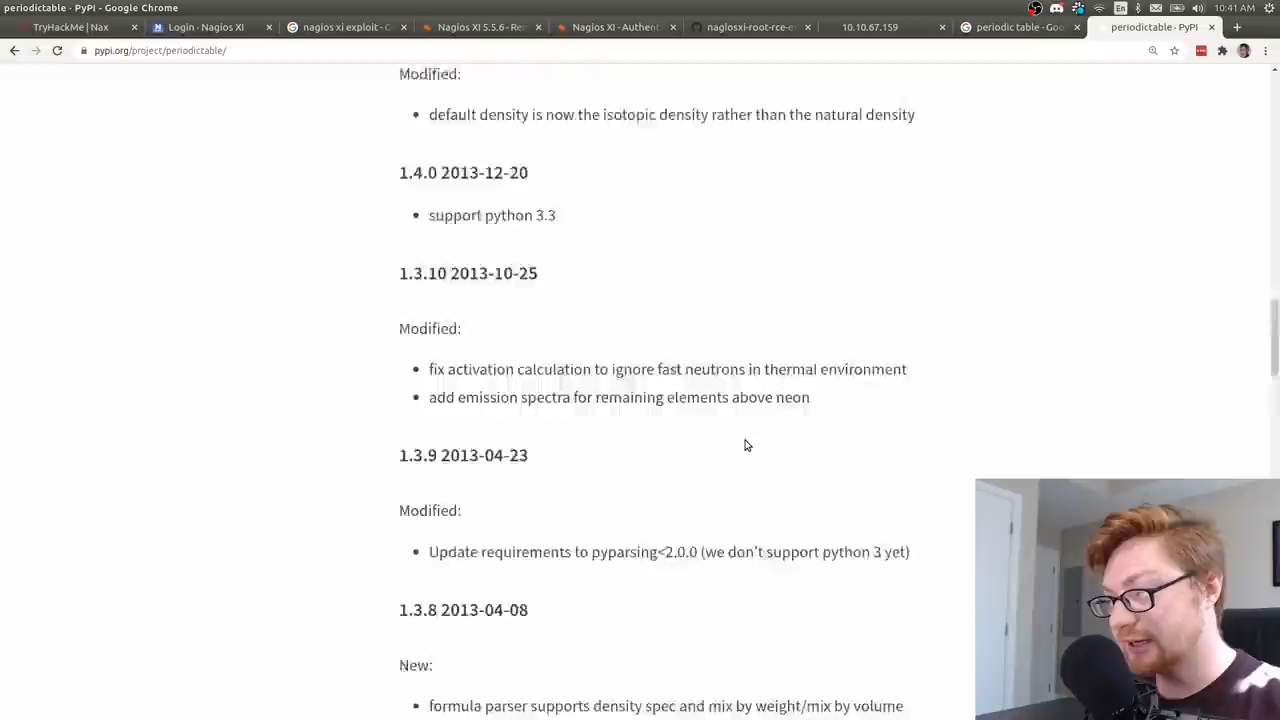 periodictable · PyPI - Google Chrome
En
10:41 AM
TryHackMe | Nax
Login · Nagios XI
nagios xi exploit - G
Nagios XI 5.5.6 - Re
Nagios XI - Authent
nagiosxi-root-rce-e
10.10.67.159
periodic table - Goo
periodictable · PyPI
pypi.org/project/periodictable/
Modified:
default density is now the isotopic density rather than the natural density
1.4.0 2013-12-20
support python 3.3
1.3.10 2013-10-25
Modified:
fix activation calculation to ignore fast neutrons in thermal environment
add emission spectra for remaining elements above neon
1.3.9 2013-04-23
Modified:
Update requirements to pyparsing<2.0.0 (we don't support python 3 yet)
1.3.8 2013-04-08
New:
formula parser supports density spec and mix by weight/mix by volume